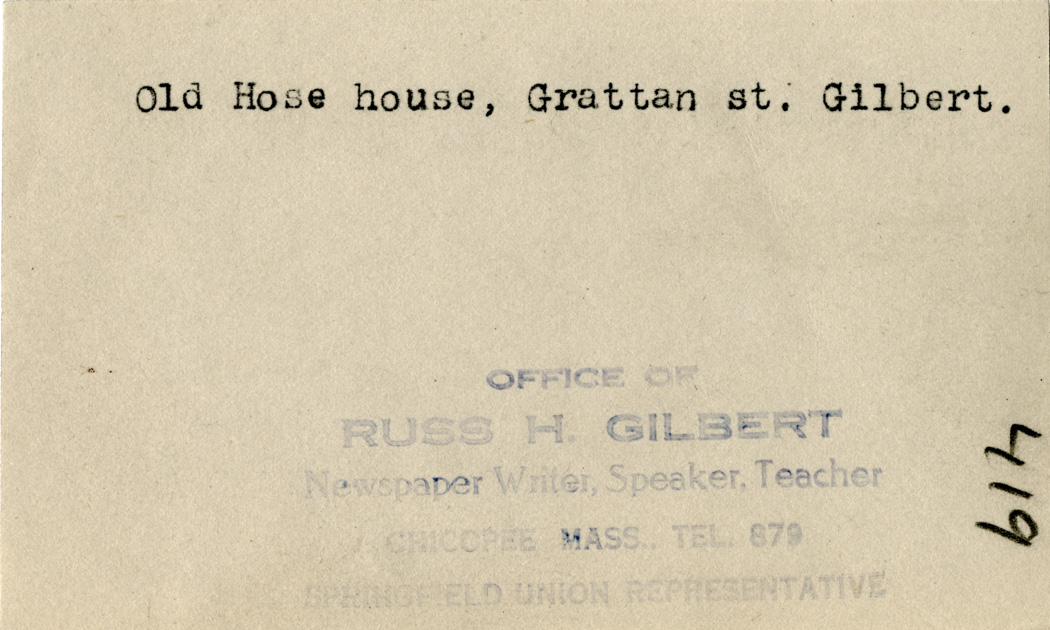 Old Hose house, Grattan st. Gilbert.
OFFICE OF
RUSS H. GILBERT
Newspaper Writer, Speaker, Teacher
CHICOPEE MASS.. TEL. 879
SPRINGFIELD UNION REPRESENTATIVE
419